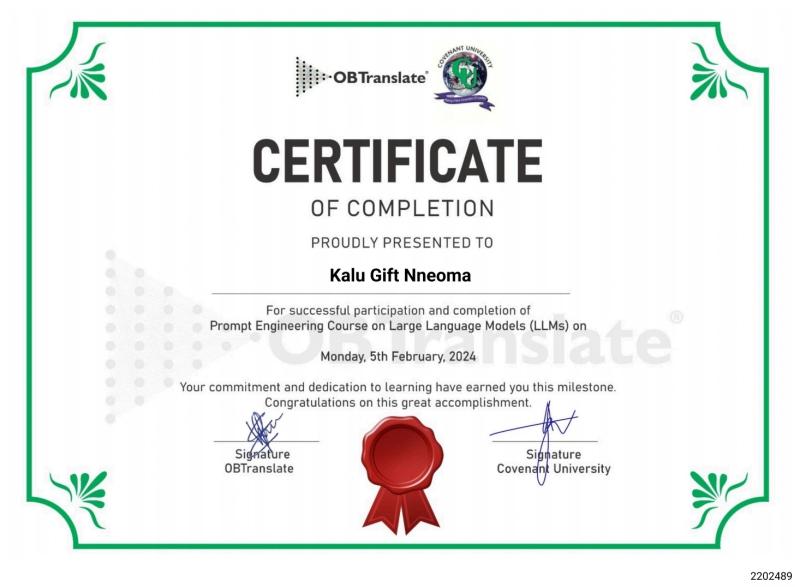 OBTranslate®
COVENANT UNIVERSITY
CERTIFICATE
OF COMPLETION
PROUDLY PRESENTED TO
Kalu Gift Nneoma
For successful participation and completion of
Prompt Engineering Course on Large Language Models (LLMs) on
OBTranslate®
Monday, 5th February, 2024
Your commitment and dedication to learning have earned you this milestone.
Congratulations on this great accomplishment.
Signature
OBTranslate
Signature
Covenant University
2202489